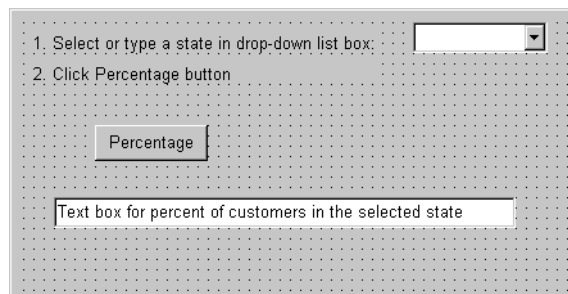 1. Select or type a state in drop-down list box:
2. Click Percentage button
Percentage
Text box for percent of customers in the selected state